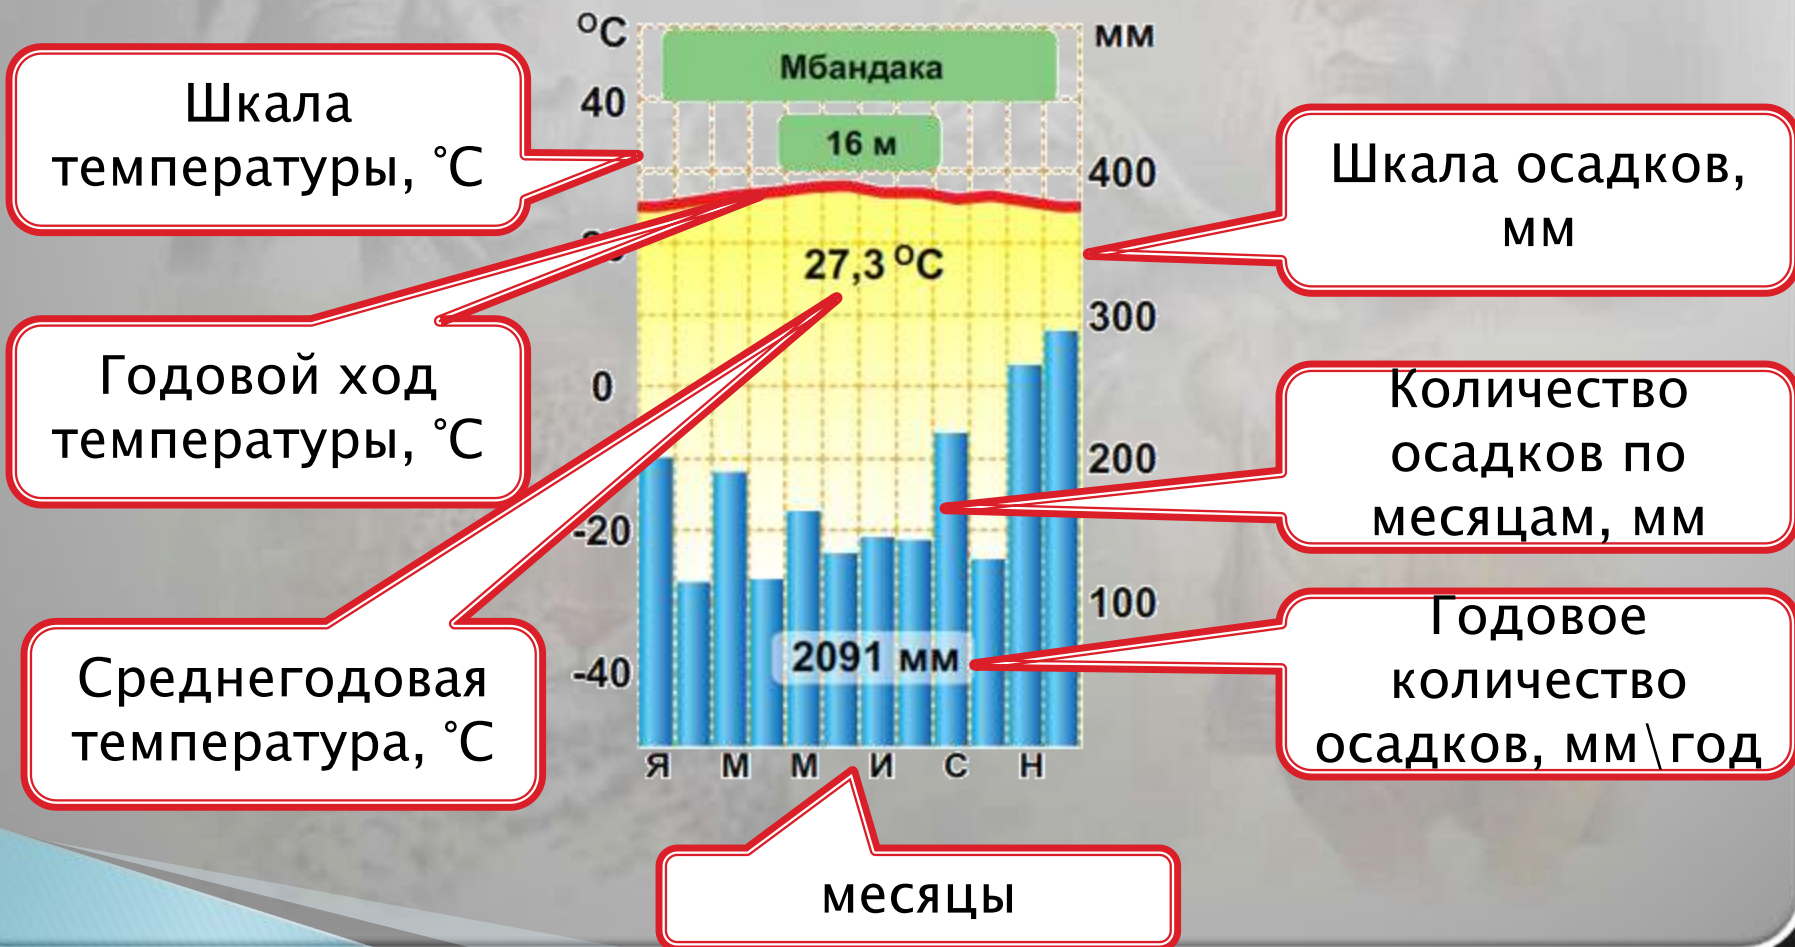 °C
мм
Мбандака
40
16 м
400
27,3 °C
300
0
200
-20
100
2091 мм
-40
Я М М И С Н
Шкала
температуры, °С
Годовой ход
температуры, °С
Среднегодовая
температура, °С
Шкала осадков,
мм
Количество
осадков по
месяцам, мм
Годовое
количество
осадков, мм\год
месяцы